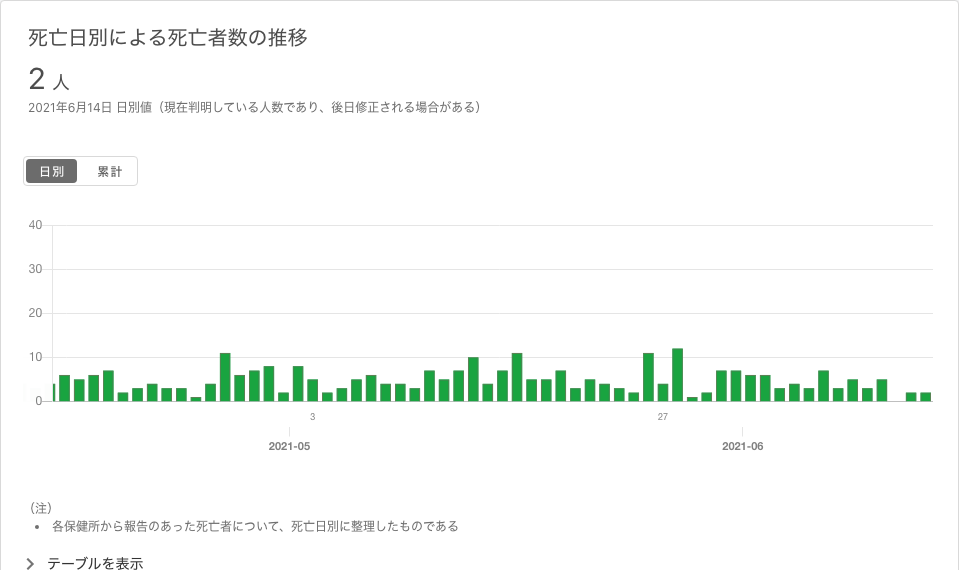 死亡日別による死亡者数の推移
2 人
2021年6月14日 日別値（現在判明している人数であり、後日修正される場合がある）
日別 累計
40
30
20
10
0
3 27
2021-05 2021-06
（注）
• 各保健所から報告のあった死亡者について、死亡日別に整理したものである
テーブルを表示